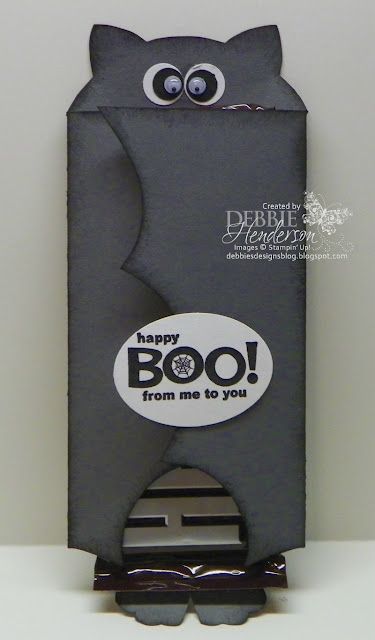 Created by
DEBBIE
Henderson
Images © Stampin' Up!
debbiesdesignsblog.blogspot.com
happy
BOO!
from me to you